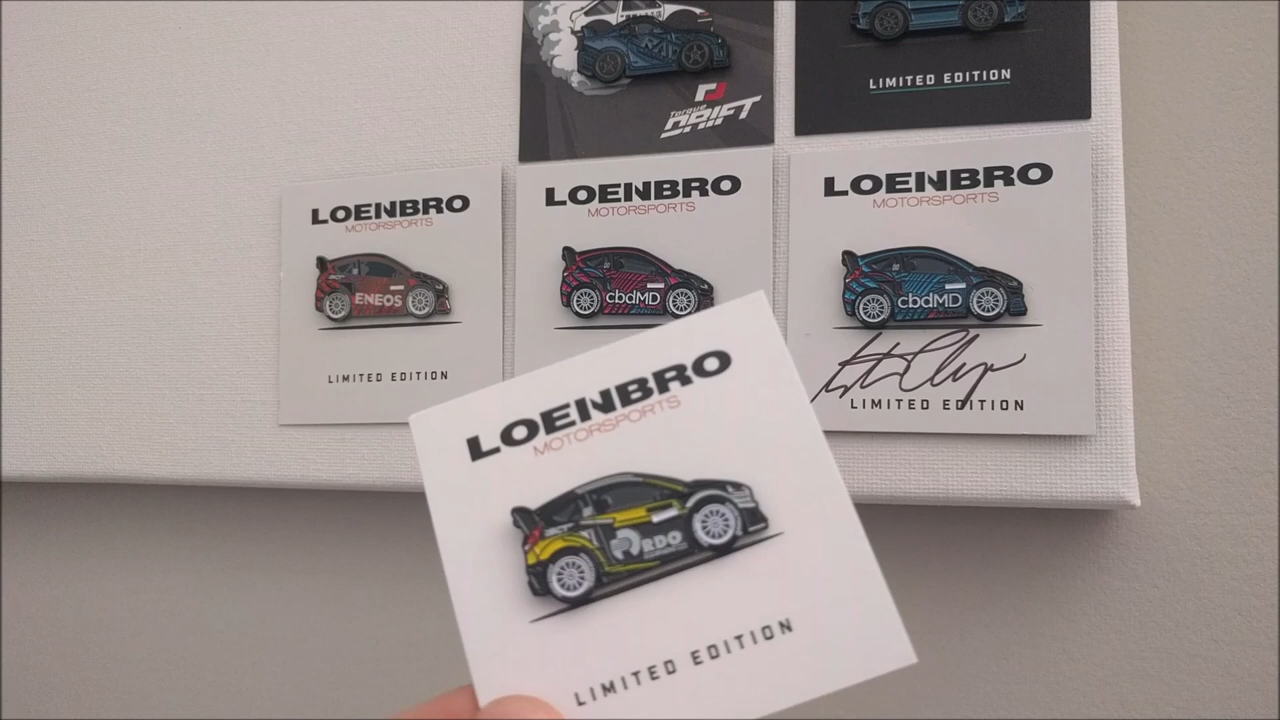 Torque
DRIFT
LIMITED EDITION
LOENBRO
MOTORSPORTS
ENEOS
LIMITED EDITION
LOENBRO
MOTORSPORTS
cbdMD
LOENBRO
MOTORSPORTS
cbdMD
LIMITED EDITION
LOENBRO
MOTORSPORTS
RDO
LIMITED EDITION